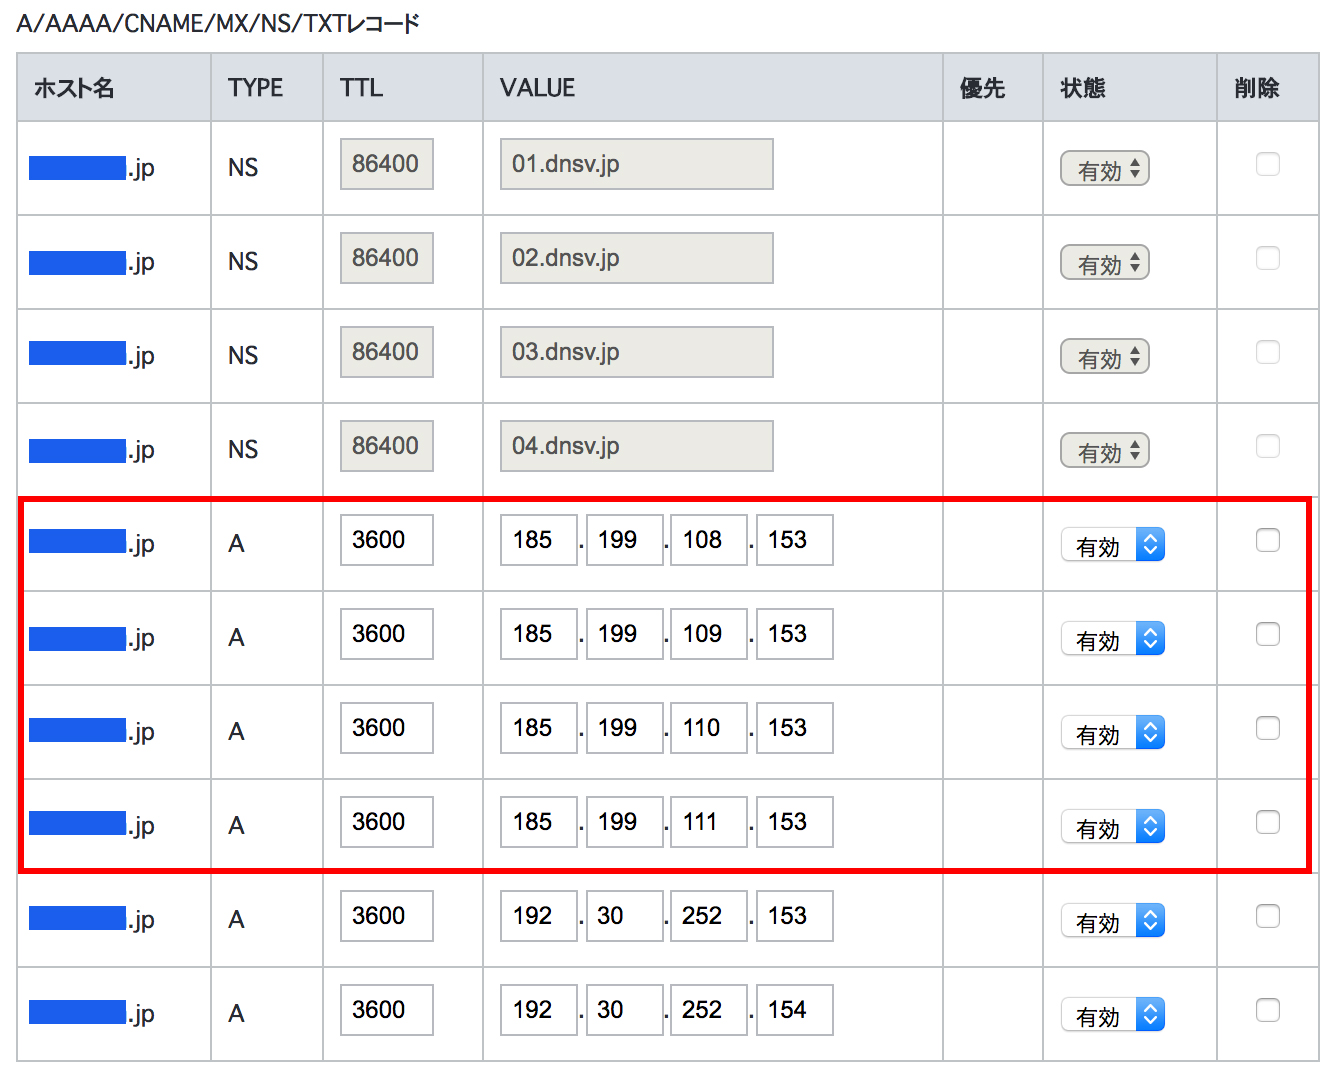 A/AAAA/CNAME/MX/NS/TXTレコード
ホスト名 TYPE TTL VALUE 優先 状態 削除
.jp NS 86400 01.dnsv.jp 有効
.jp NS 86400 02.dnsv.jp 有効
.jp NS 86400 03.dnsv.jp 有効
.jp NS 86400 04.dnsv.jp 有効
.jp A 3600 185 . 199 . 108 . 153 有効
.jp A 3600 185 . 199 . 109 . 153 有効
.jp A 3600 185 . 199 . 110 . 153 有効
.jp A 3600 185 . 199 . 111 . 153 有効
.jp A 3600 192 . 30 . 252 . 153 有効
.jp A 3600 192 . 30 . 252 . 154 有効